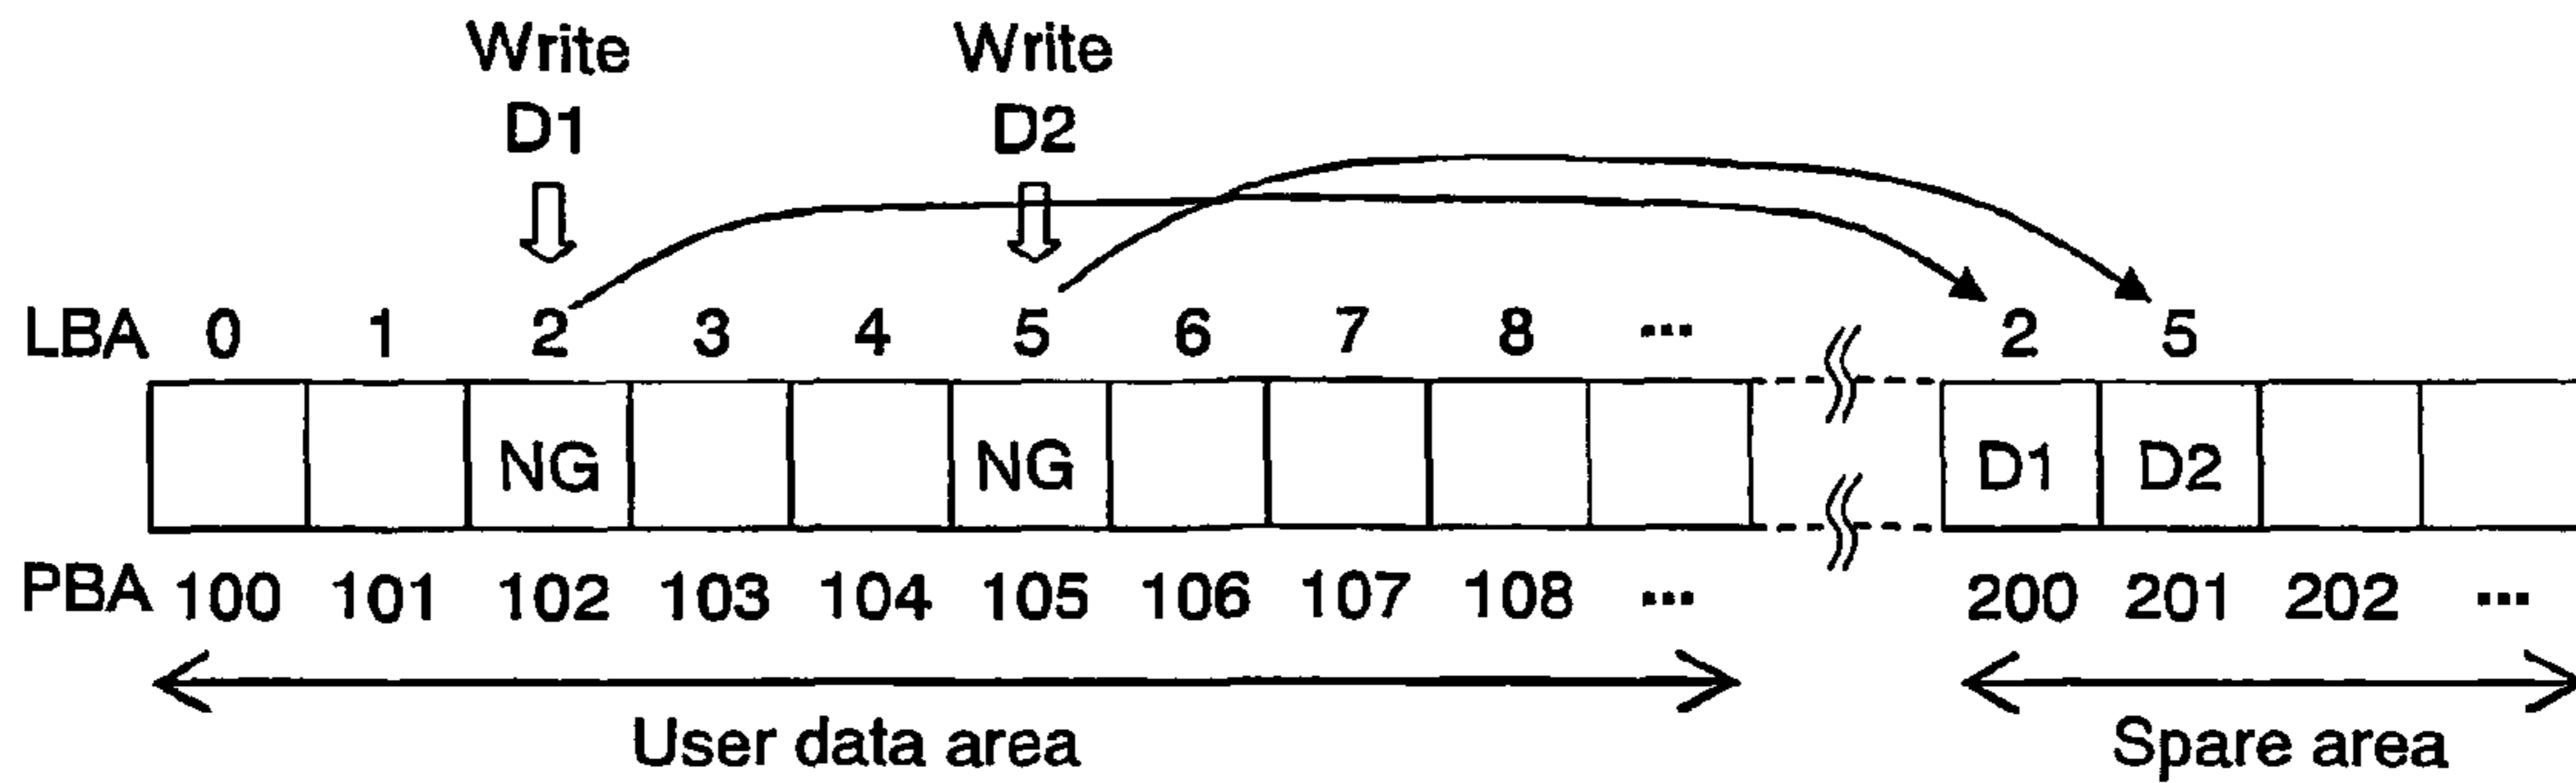 Write Write
D1 D2
LBA 0 1 2 3 4 5 6 7 8 ... 2 5
NG NG D1 D2
PBA 100 101 102 103 104 105 106 107 108 ... 200 201 202 ...
User data area Spare area